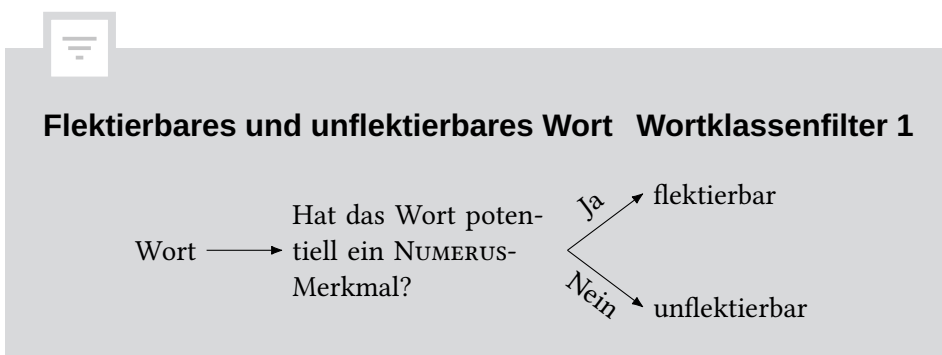 Flektierbares und unflektierbares Wort Wortklassenfilter 1
Wort
Hat das Wort poten-
tiell ein NUMERUS-
Merkmal?
Ja
flektierbar
Nein
unflektierbar